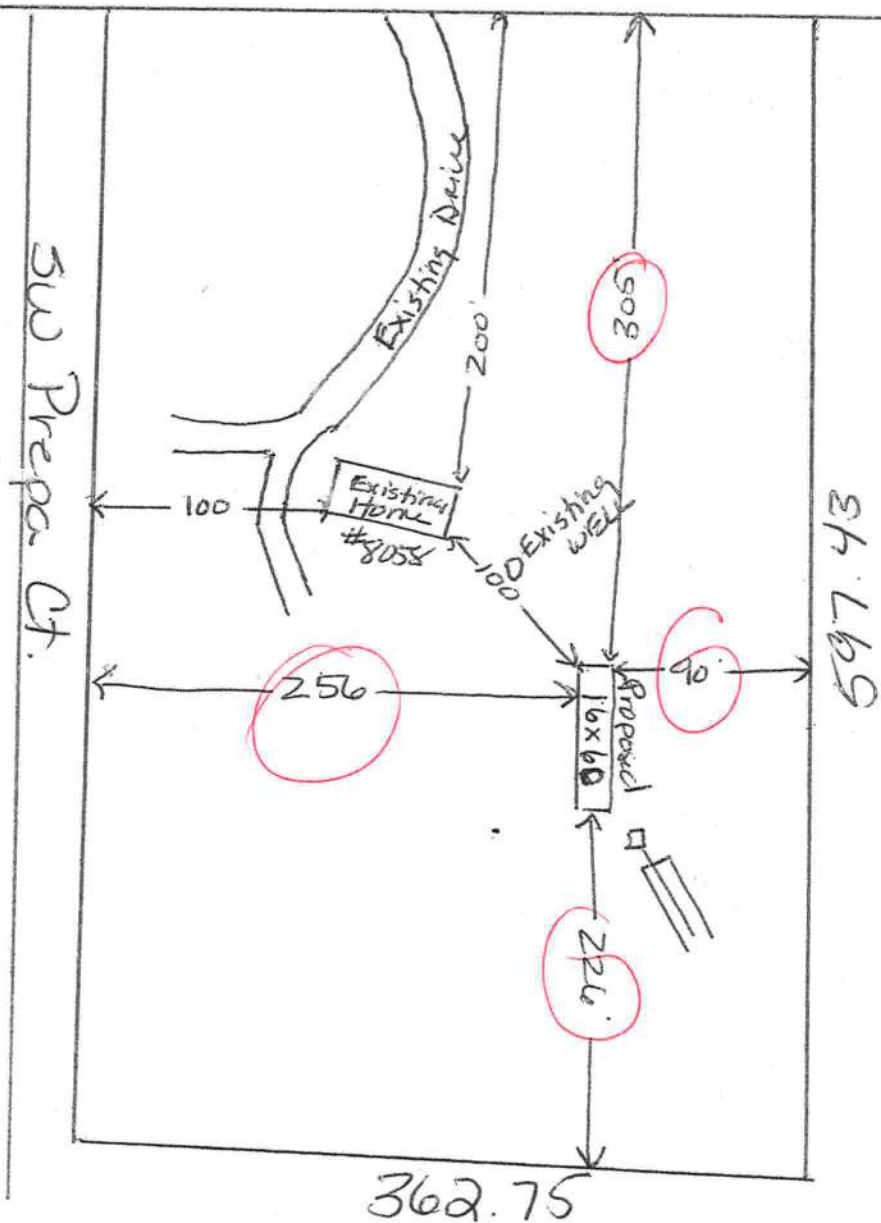 Existing Drive
200'
305
597.43
SW Prepa Ct.
100
Existing
Home
#8058
Existing
WELL
100
256
90'
Proposed
16x60
226'
362.75